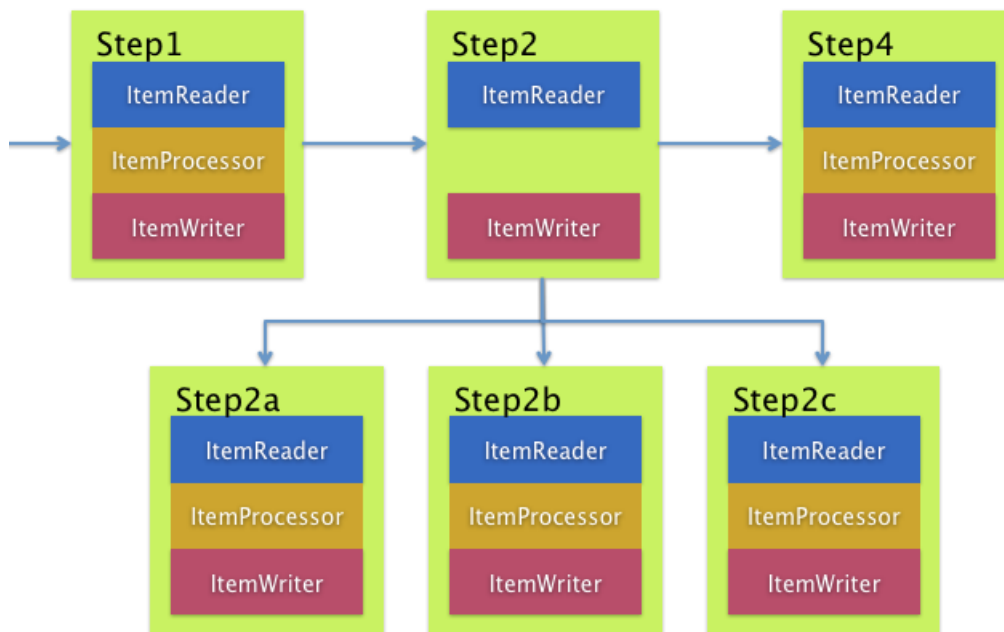 Step1
ItemReader
ItemProcessor
ItemWriter
Step2
ItemReader
ItemWriter
Step4
ItemReader
ItemProcessor
ItemWriter
Step2a
ItemReader
ItemProcessor
ItemWriter
Step2b
ItemReader
ItemProcessor
ItemWriter
Step2c
ItemReader
ItemProcessor
ItemWriter